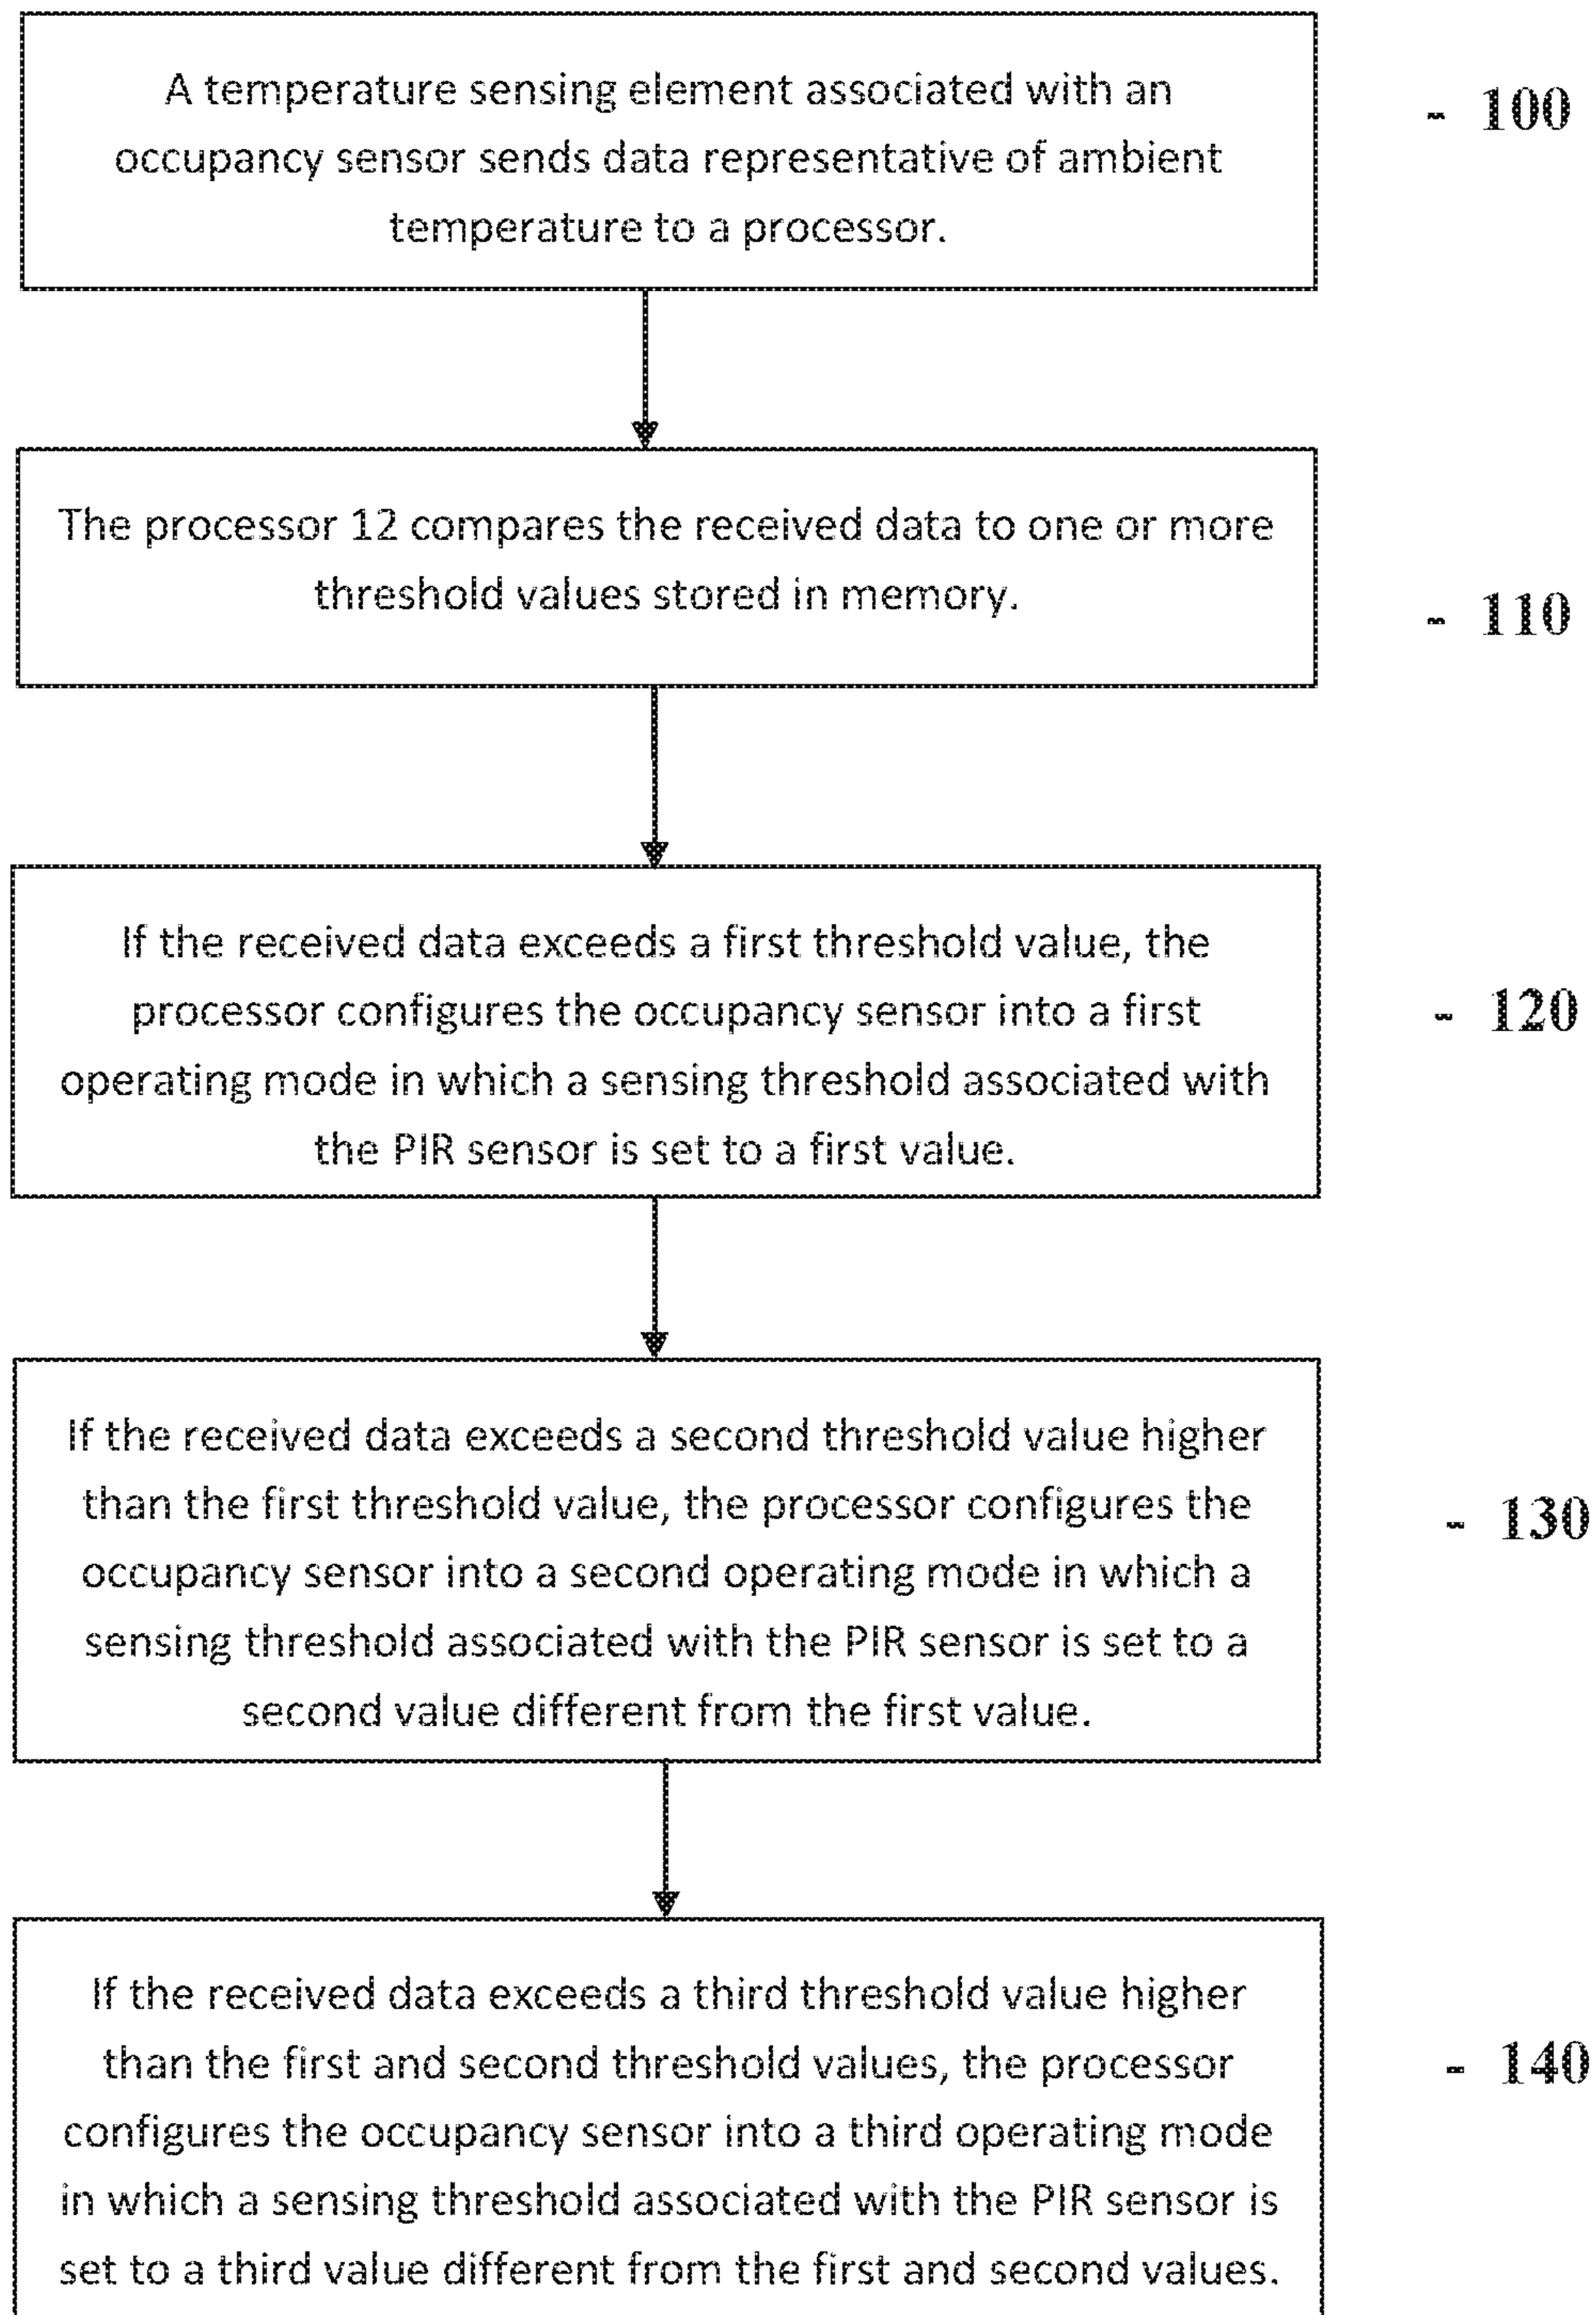 A temperature sensing element associated with an
occupancy sensor sends data representative of ambient
temperature to a processor.
- 100
The processor 12 compares the received data to one or more
threshold values stored in memory.
- 110
If the received data exceeds a first threshold value, the
processor configures the occupancy sensor into a first
operating mode in which a sensing threshold associated with
the PIR sensor is set to a first value.
- 120
If the received data exceeds a second threshold value higher
than the first threshold value, the processor configures the
occupancy sensor into a second operating mode in which a
sensing threshold associated with the PIR sensor is set to a
second value different from the first value.
- 130
If the received data exceeds a third threshold value higher
than the first and second threshold values, the processor
configures the occupancy sensor into a third operating mode
in which a sensing threshold associated with the PIR sensor is
set to a third value different from the first and second values.
- 140